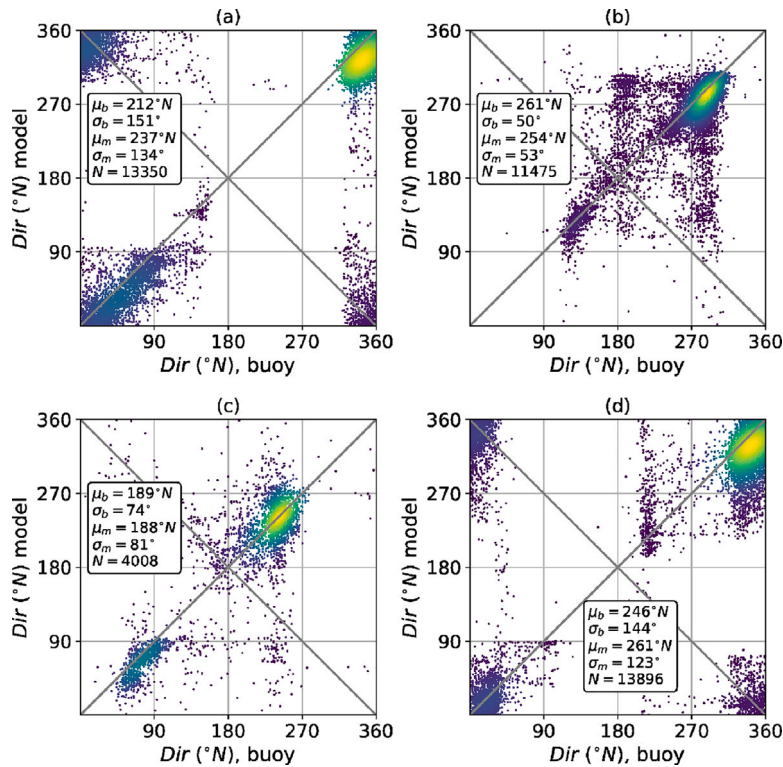 (a)
360
270
180
90
Dir (°N) model
μb = 212°N
σb = 151°
μm = 237°N
σm = 134°
N = 13350
90 180 270 360
Dir (°N), buoy
(b)
360
270
180
90
Dir (°N) model
μb = 261°N
σb = 50°
μm = 254°N
σm = 53°
N = 11475
90 180 270 360
Dir (°N), buoy
(c)
360
270
180
90
Dir (°N) model
μb = 189°N
σb = 74°
μm = 188°N
σm = 81°
N = 4008
90 180 270 360
Dir (°N), buoy
(d)
360
270
180
90
Dir (°N) model
μb = 246°N
σb = 144°
μm = 261°N
σm = 123°
N = 13896
90 180 270 360
Dir (°N), buoy